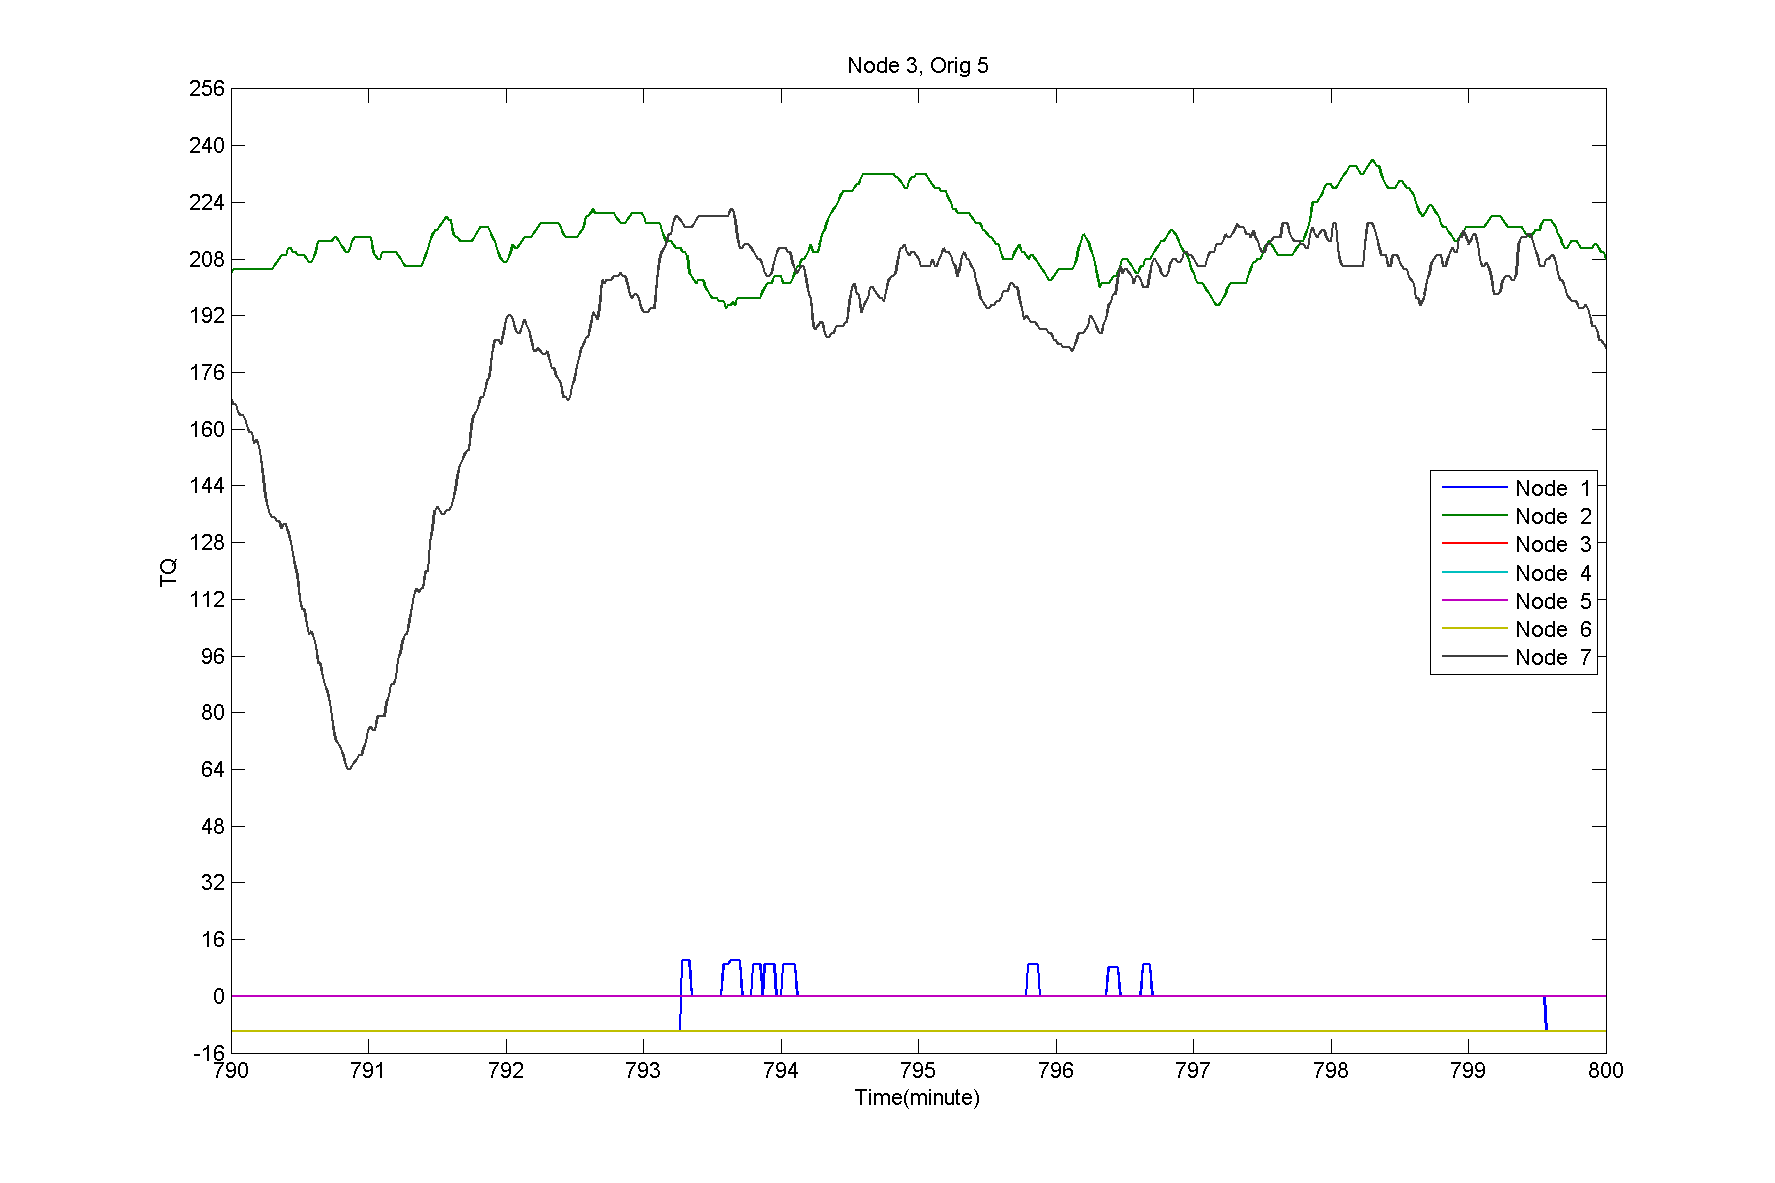 Node 3, Orig 5
256
240
224
208
192
176
160
144
128
112
96
80
64
48
32
16
0
-16
TQ
790 791 792 793 794 795 796 797 798 799 800
Time(minute)
Node 1
Node 2
Node 3
Node 4
Node 5
Node 6
Node 7